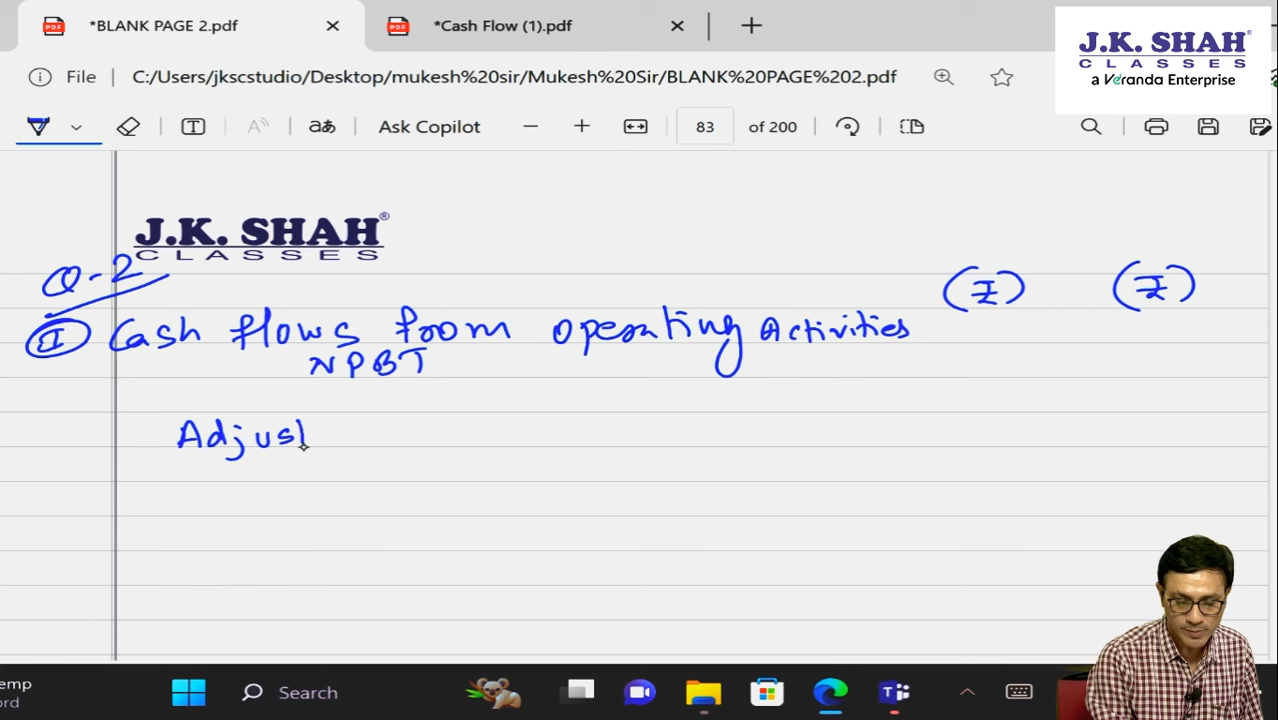 *BLANK PAGE 2.pdf
*Cash Flow (1).pdf
J.K. SHAH®
CLASSES
a Veranda Enterprise
File C:/Users/jkscstudio/Desktop/mukesh%20sir/Mukesh%20Sir/BLANK%20PAGE%202.pdf
Ask Copilot 83 of 200
J.K. SHAH®
CLASSES
Q-2
(₹) (₹)
I Cash flows from operating Activities
NPBT
Adjust
emp
ord
Search